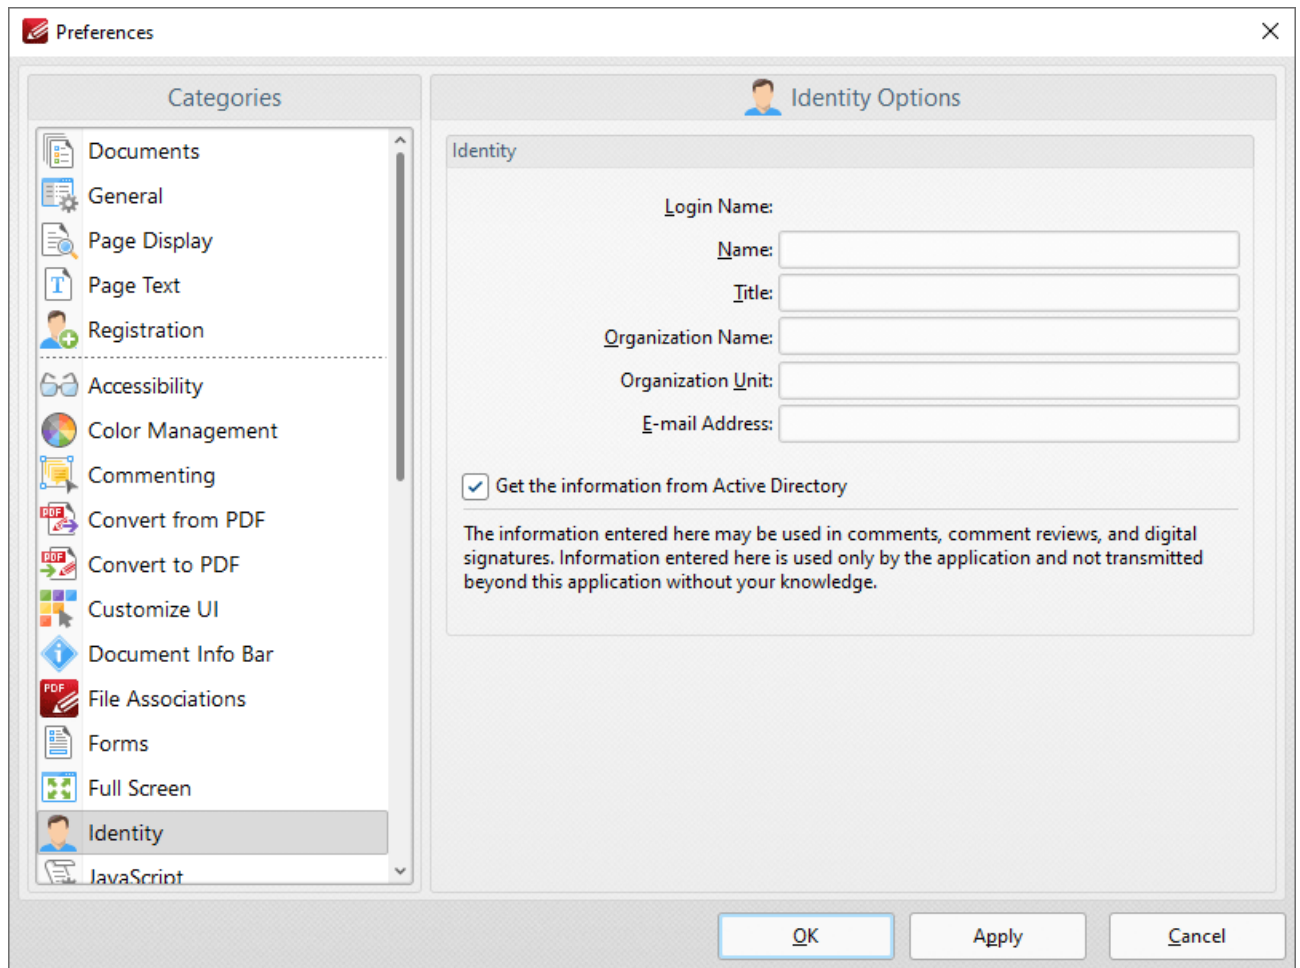 Preferences
Categories
Documents
General
Page Display
Page Text
Registration
Accessibility
Color Management
Commenting
Convert from PDF
Convert to PDF
Customize UI
Document Info Bar
File Associations
Forms
Full Screen
Identity
JavaScript
Identity Options
Identity
Login Name:
Name:
Title:
Organization Name:
Organization Unit:
E-mail Address:
Get the information from Active Directory
The information entered here may be used in comments, comment reviews, and digital
signatures. Information entered here is used only by the application and not transmitted
beyond this application without your knowledge.
OK
Apply
Cancel